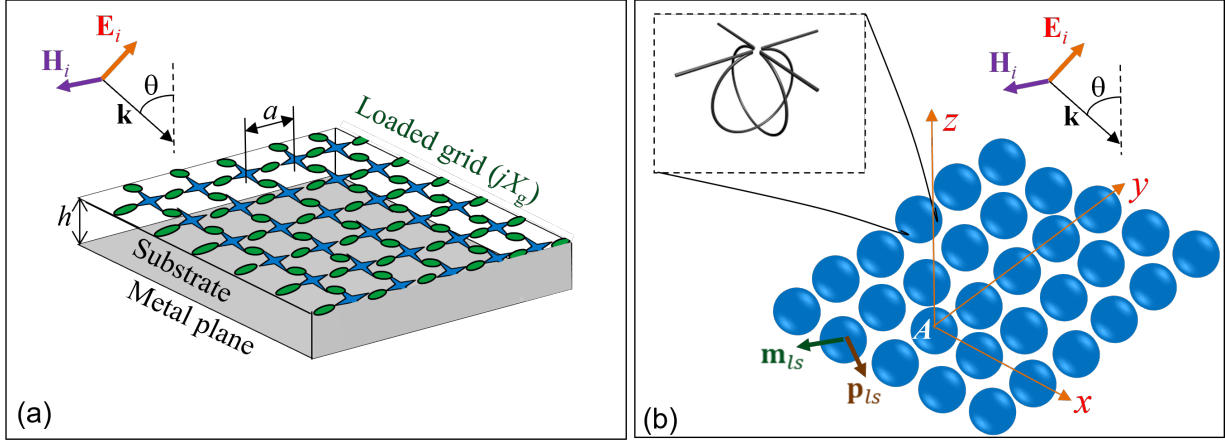 E_i
H_i
θ
k
a
Loaded grid (jX_g)
h
Substrate
Metal plane
(a)
E_i
H_i
θ
k
z
y
A
m_ls
p_ls
x
(b)